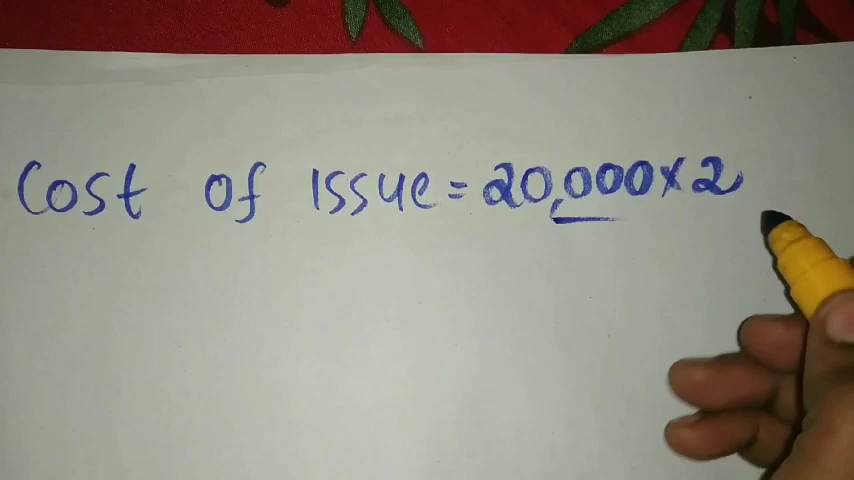 Cost of issue = 20,000 × 2